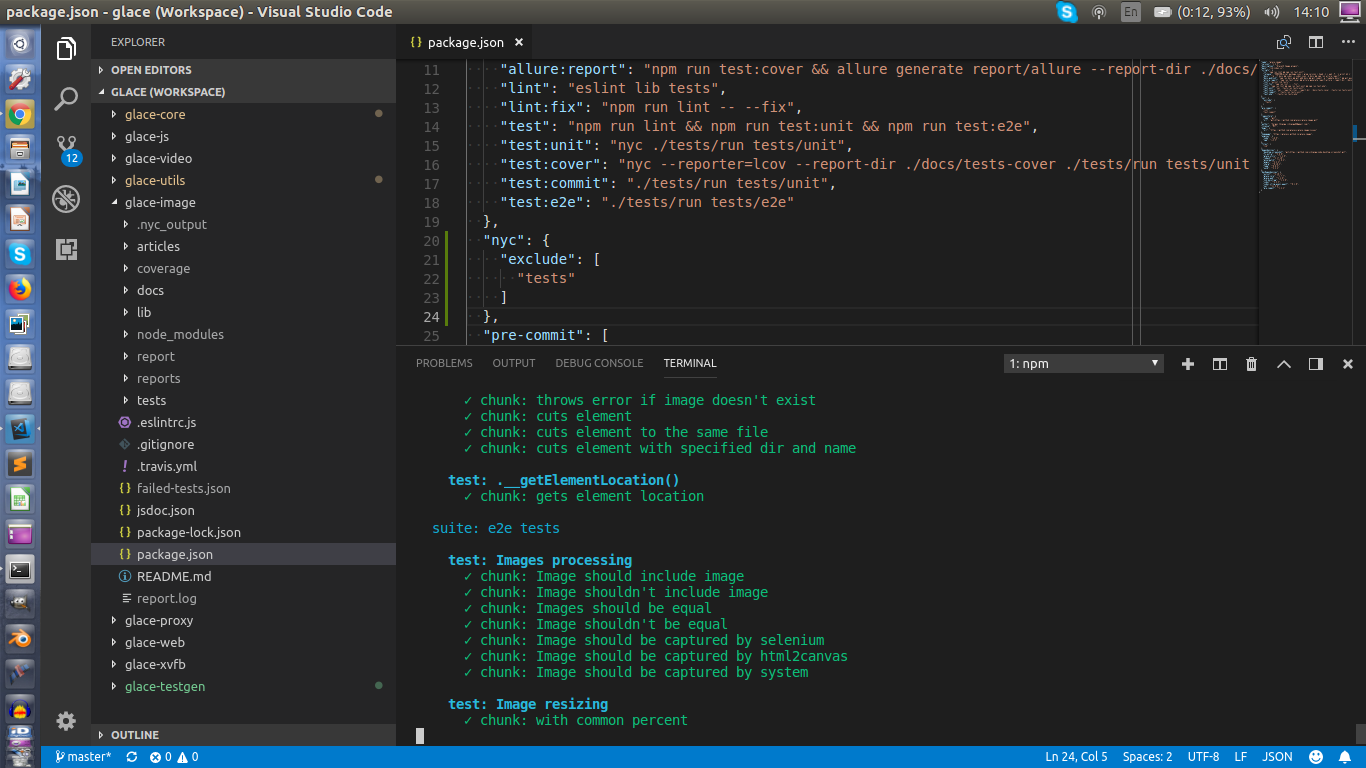 package.json - glace (Workspace) - Visual Studio Code
En
(0:12, 93%)
14:10
EXPLORER
OPEN EDITORS
GLACE (WORKSPACE)
glace-core
glace-js
glace-video
glace-utils
glace-image
.nyc_output
articles
coverage
docs
lib
node_modules
report
reports
tests
.eslintrc.js
.gitignore
.travis.yml
failed-tests.json
jsdoc.json
package-lock.json
package.json
README.md
report.log
glace-proxy
glace-web
glace-xvfb
glace-testgen
OUTLINE
12
{} package.json ×
11 "allure:report": "npm run test:cover && allure generate report/allure --report-dir ./docs/
12 "lint": "eslint lib tests",
13 "lint:fix": "npm run lint -- --fix",
14 "test": "npm run lint && npm run test:unit && npm run test:e2e",
15 "test:unit": "nyc ./tests/run tests/unit",
16 "test:cover": "nyc --reporter=lcov --report-dir ./docs/tests-cover ./tests/run tests/unit
17 "test:commit": "./tests/run tests/unit",
18 "test:e2e": "./tests/run tests/e2e"
19 },
20 "nyc": {
21 "exclude": [
22 "tests"
23 ]
24 },
25 "pre-commit": [
PROBLEMS OUTPUT DEBUG CONSOLE TERMINAL
1: npm
✓ chunk: throws error if image doesn't exist
✓ chunk: cuts element
✓ chunk: cuts element to the same file
✓ chunk: cuts element with specified dir and name
test: .__getElementLocation()
✓ chunk: gets element location
suite: e2e tests
test: Images processing
✓ chunk: Image should include image
✓ chunk: Image shouldn't include image
✓ chunk: Images should be equal
✓ chunk: Image shouldn't be equal
✓ chunk: Image should be captured by selenium
✓ chunk: Image should be captured by html2canvas
✓ chunk: Image should be captured by system
test: Image resizing
✓ chunk: with common percent
master* 0 0
Ln 24, Col 5 Spaces: 2 UTF-8 LF JSON